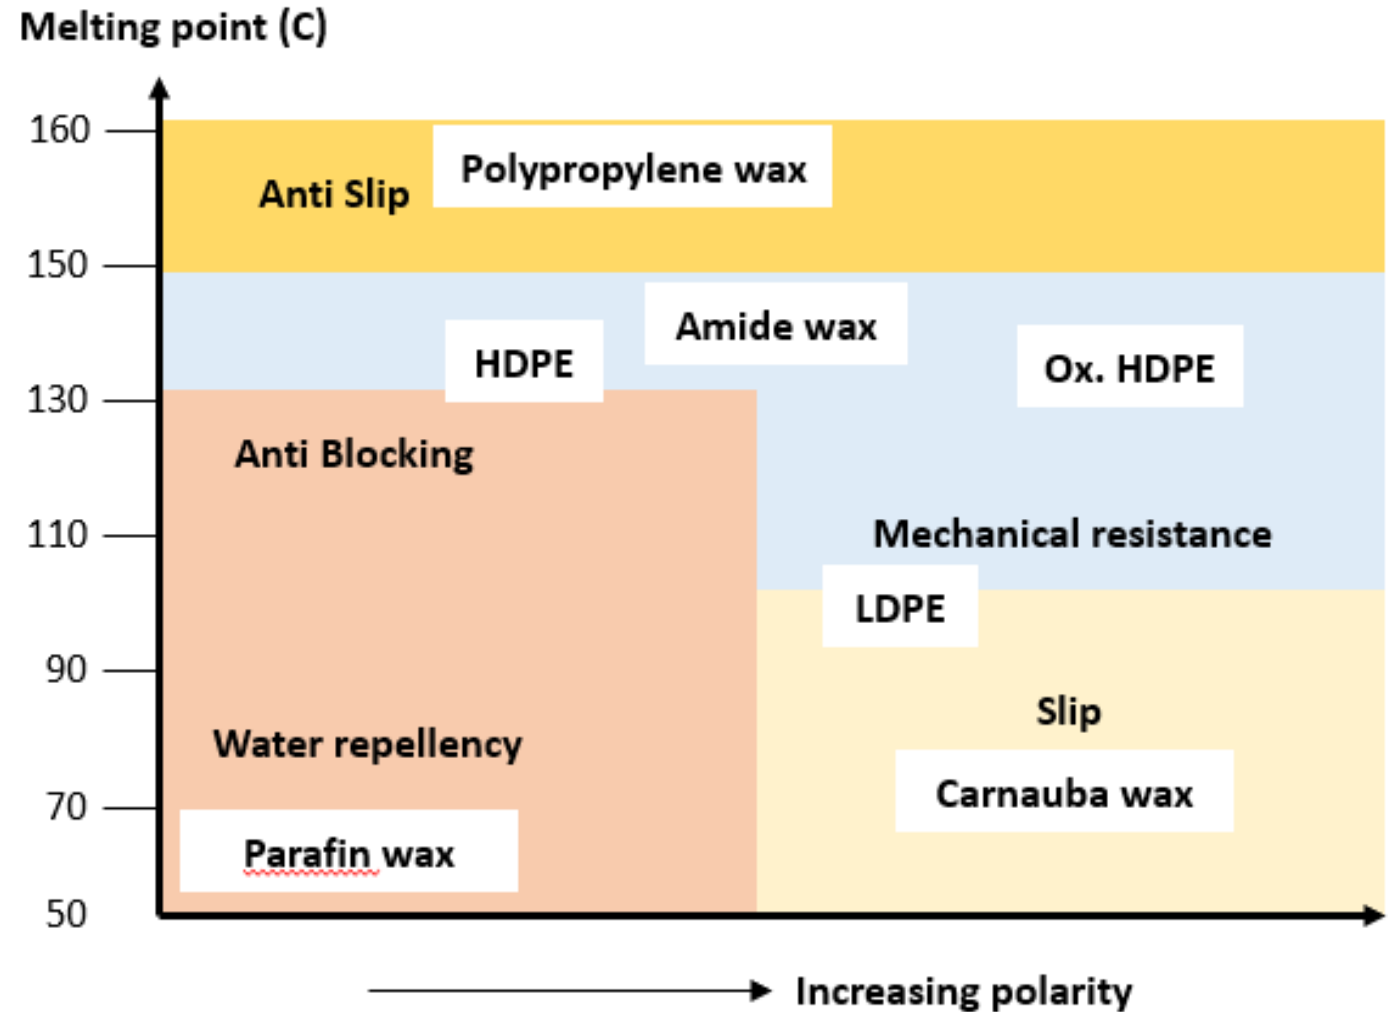 Melting point (C)
160
Polypropylene wax
Anti Slip
150
Amide wax
HDPE
Ox. HDPE
130
Anti Blocking
110
Mechanical resistance
LDPE
90
Slip
Water repellency
Carnauba wax
70
Parafin wax
50
Increasing polarity